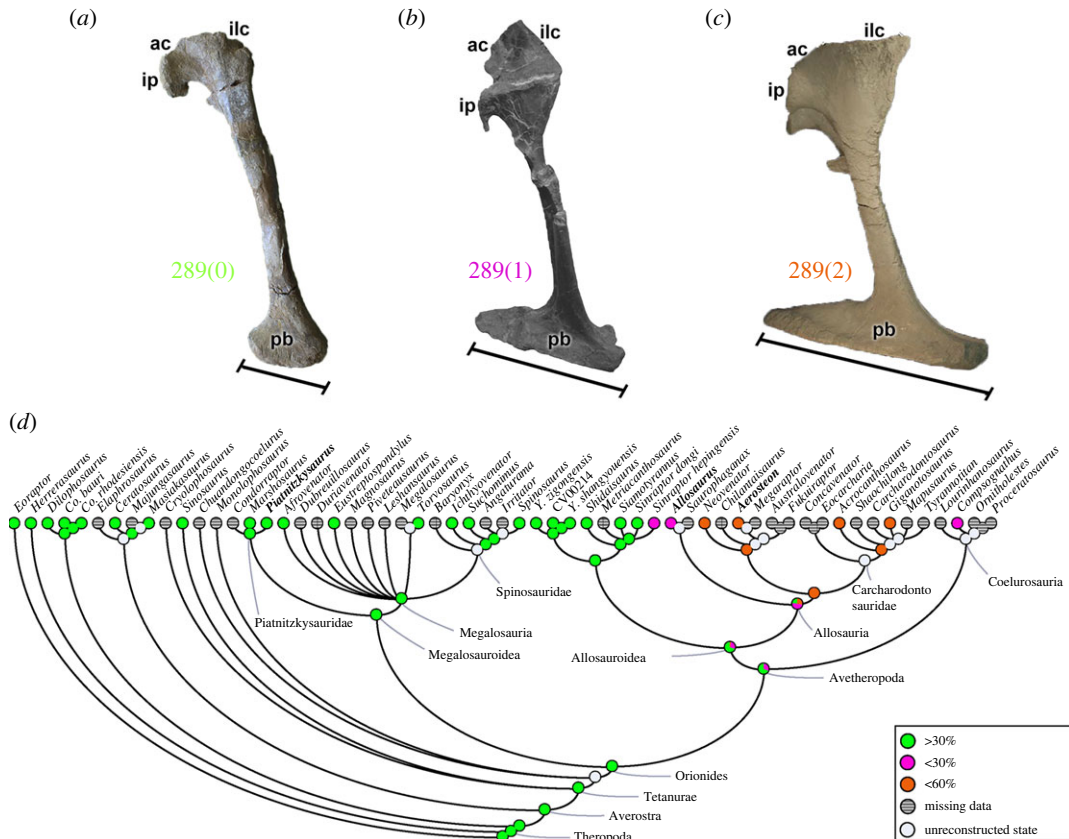 (a)
(b)
(c)
ilc
ac
ip
pb
289(0)
ilc
ac
ip
pb
289(1)
ac
ip
pb
289(2)
(d)
Eoraptor
Herrerasaurus
Dilophosaurus
Co. bauri
Co. rhodesiensis
Elaphrosaurus
Ceratosaurus
Majungasaurus
Masiakasaurus
Cryolophosaurus
Sinosaurus
Chuandongocoelurus
Monolophosaurus
Condorraptor
Marshosaurus
Piatnitzkysaurus
Afrovenator
Dubreuillosaurus
Duriavenator
Eustreptospondylus
Magnosaurus
Piveteausaurus
Leshansaurus
Megalosaurus
Torvosaurus
Baryonyx
Ichthyovenator
Suchomimus
Angaturama
Irritator
Spinosaurus
Y. zigongensis
CV00214
Y. shangyouensis
Shidaisaurus
Metriacanthosaurus
Siamotyrannus
Sinraptor dongi
Sinraptor hepingensis
Allosaurus
Saurophaganax
Neovenator
Chilantaisaurus
Aerosteon
Megaraptor
Australovenator
Fukuiraptor
Concavenator
Eocarcharia
Acrocanthosaurus
Shaochilong
Carcharodontosaurus
Giganotosaurus
Mapusaurus
Tyrannotitan
Lourinhanosaurus
Compsognathus
Ornitholestes
Proceratosaurus
Spinosauridae
Coelurosauria
Carcharodonto
sauridae
Piatnitzkysauridae
Megalosauria
Allosauria
Megalosauroidea
Allosauroidea
Avetheropoda
Orionides
Tetanurae
Averostra
Theropoda
>30%
<30%
<60%
missing data
unreconstructed state